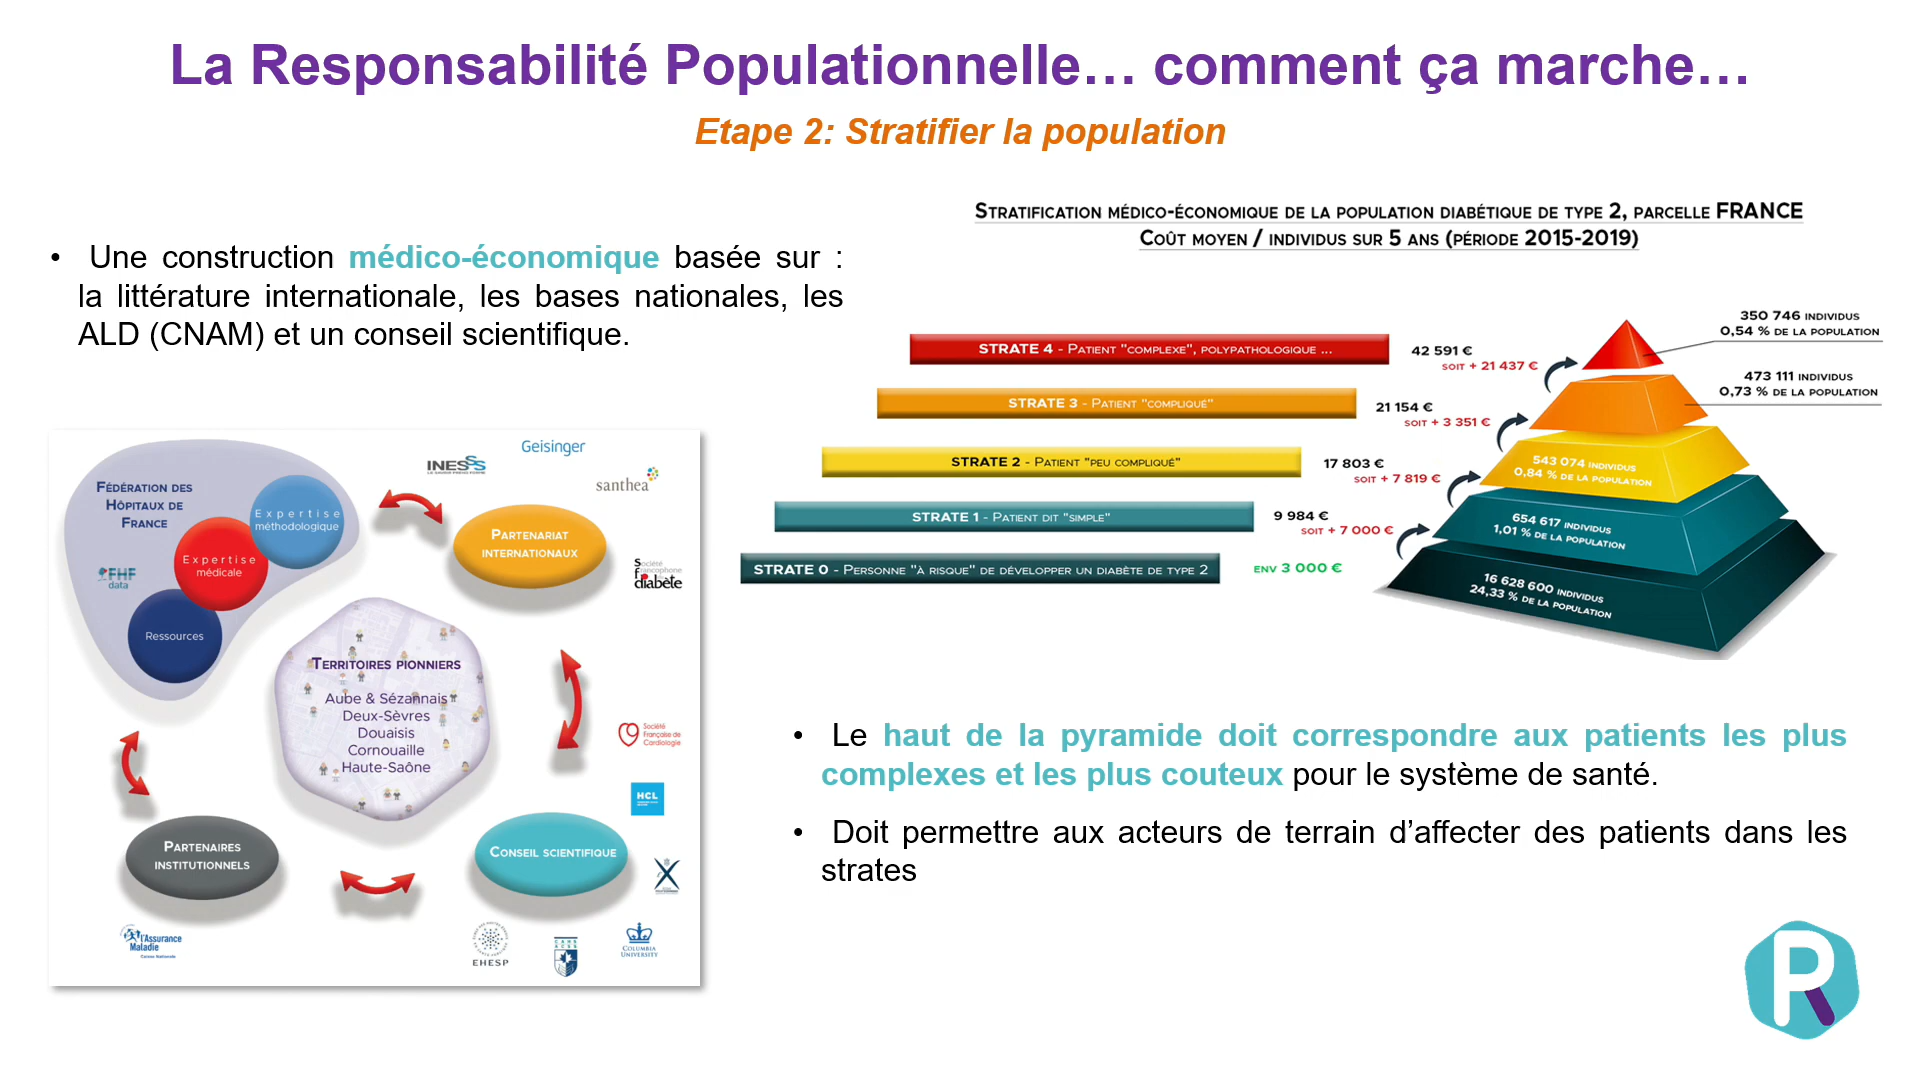 La Responsabilité Populationnelle… comment ça marche…
Etape 2: Stratifier la population
• Une construction médico-économique basée sur :
la littérature internationale, les bases nationales, les
ALD (CNAM) et un conseil scientifique.
Stratification médico-économique de la population diabétique de type 2, parcelle FRANCE
Coût moyen / individus sur 5 ans (période 2015-2019)
STRATE 4 - Patient "complexe", polypathologique ...
42 591 €
soit + 21 437 €
350 746 individus
0,54 % de la population
STRATE 3 - Patient "compliqué"
21 154 €
soit + 3 351 €
473 111 individus
0,73 % de la population
STRATE 2 - Patient "peu compliqué"
17 803 €
soit + 7 819 €
543 074 individus
0,84 % de la population
STRATE 1 - Patient dit "simple"
9 984 €
soit + 7 000 €
654 617 individus
1,01 % de la population
STRATE 0 - Personne "à risque" de développer un diabète de type 2
env 3 000 €
16 628 600 individus
24,33 % de la population
Fédération des
Hôpitaux de
France
Expertise
méthodologique
Expertise
médicale
Ressources
FHF
data
INESSS
Geisinger
santhea
Partenariat
internationaux
Société
francophone
du
diabète
Territoires pionniers
Aube & Sézannais
Deux-Sèvres
Douaisis
Cornouaille
Haute-Saône
Société
Française de
Cardiologie
HCL
Partenaires
institutionnels
Conseil scientifique
l'Assurance
Maladie
Caisse Nationale
EHESP
CAHS
ACSS
Columbia
University
• Le haut de la pyramide doit correspondre aux patients les plus
complexes et les plus couteux pour le système de santé.
• Doit permettre aux acteurs de terrain d’affecter des patients dans les
strates
PR